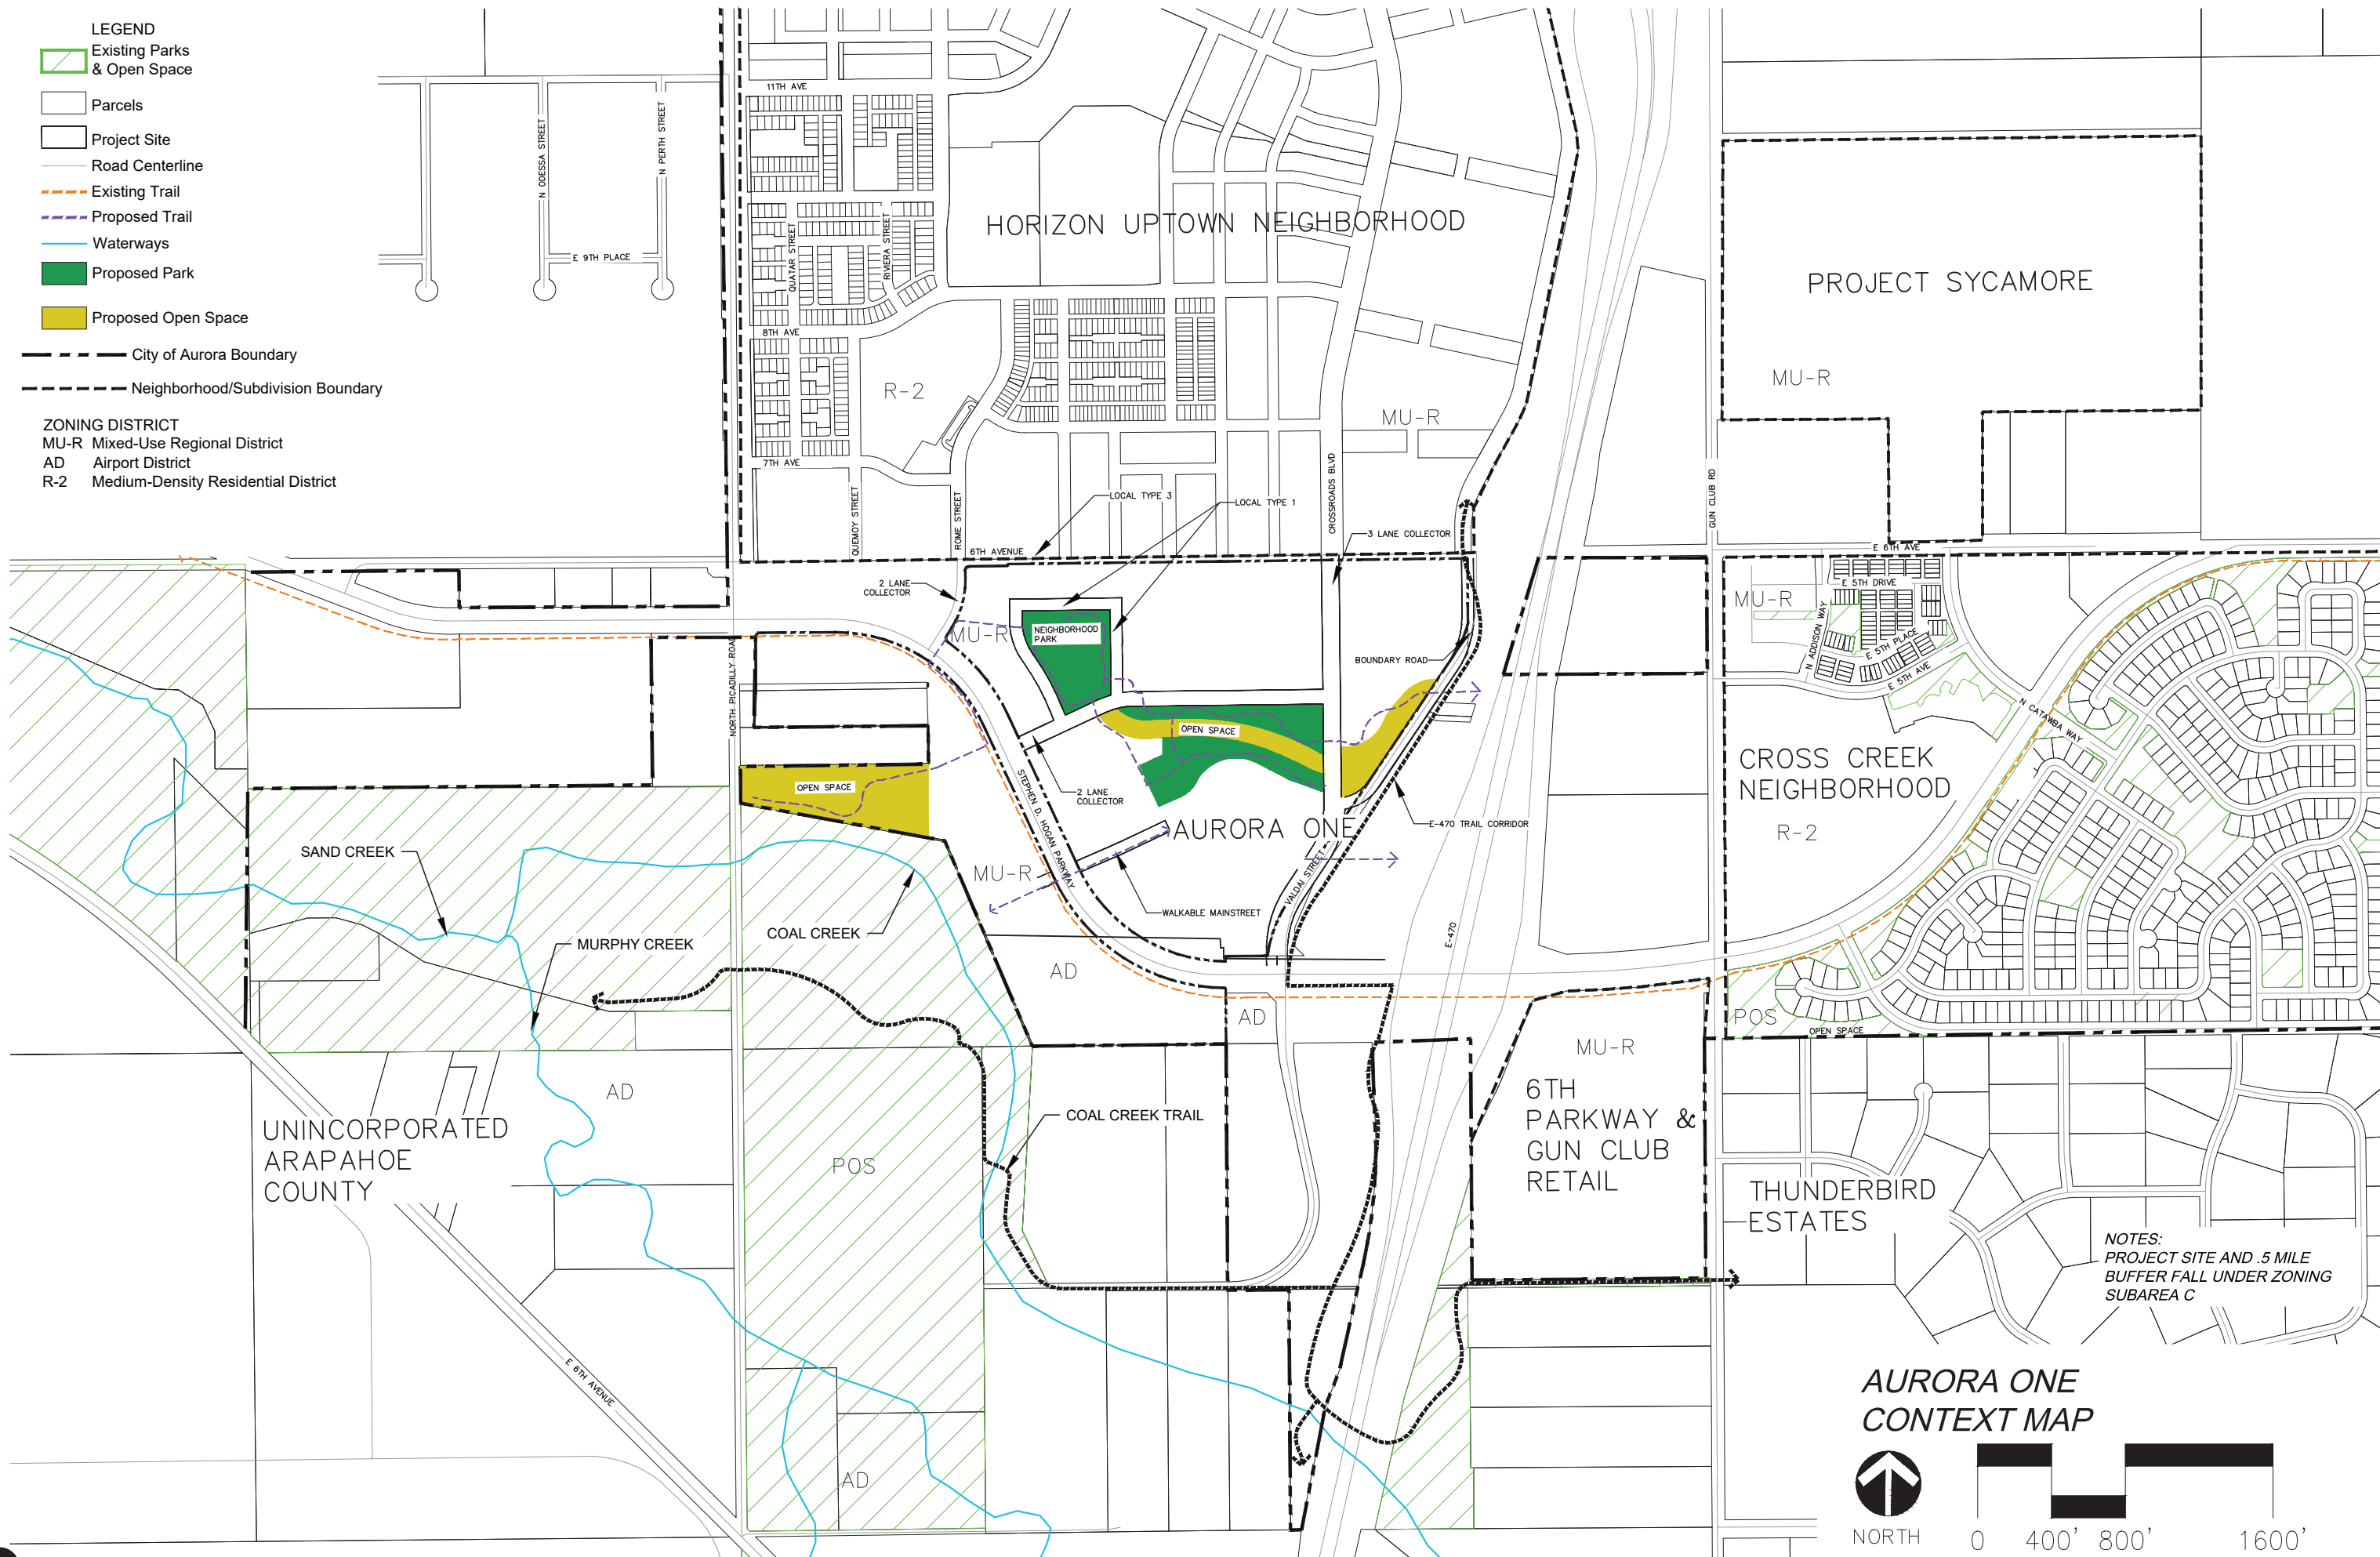 LEGEND
Existing Parks
& Open Space
Parcels
Project Site
Road Centerline
Existing Trail
Proposed Trail
Waterways
Proposed Park
Proposed Open Space
City of Aurora Boundary
Neighborhood/Subdivision Boundary
ZONING DISTRICT
MU-R Mixed-Use Regional District
AD Airport District
R-2 Medium-Density Residential District
N ODESSA STREET
N PERTH STREET
E 9TH PLACE
11TH AVE
QUATAR STREET
RIVIERA STREET
8TH AVE
7TH AVE
R-2
HORIZON UPTOWN NEIGHBORHOOD
MU-R
PROJECT SYCAMORE
MU-R
QUEMOY STREET
ROME STREET
CROSSROADS BLVD
GUN CLUB RD
LOCAL TYPE 3
LOCAL TYPE 1
3 LANE COLLECTOR
6TH AVENUE
E 6TH AVE
2 LANE
COLLECTOR
E 5TH DRIVE
MU-R
N ADDISON WAY
E 5TH PLACE
E 5TH AVE
N CATAWBA WAY
MU-R
NEIGHBORHOOD
PARK
BOUNDARY ROAD
NORTH PICADILLY ROAD
OPEN SPACE
OPEN SPACE
STEPHEN D. HOGAN PARKWAY
2 LANE
COLLECTOR
AURORA ONE
E-470 TRAIL CORRIDOR
VALDAI STREET
CROSS CREEK
NEIGHBORHOOD
R-2
SAND CREEK
MU-R
WALKABLE MAINSTREET
COAL CREEK
MURPHY CREEK
E-470
AD
AD
POS
OPEN SPACE
MU-R
6TH
PARKWAY &
GUN CLUB
RETAIL
AD
UNINCORPORATED
ARAPAHOE
COUNTY
COAL CREEK TRAIL
POS
THUNDERBIRD
ESTATES
NOTES:
PROJECT SITE AND .5 MILE
BUFFER FALL UNDER ZONING
SUBAREA C
E 6TH AVENUE
AD
AURORA ONE
CONTEXT MAP
NORTH
0 400' 800' 1600'